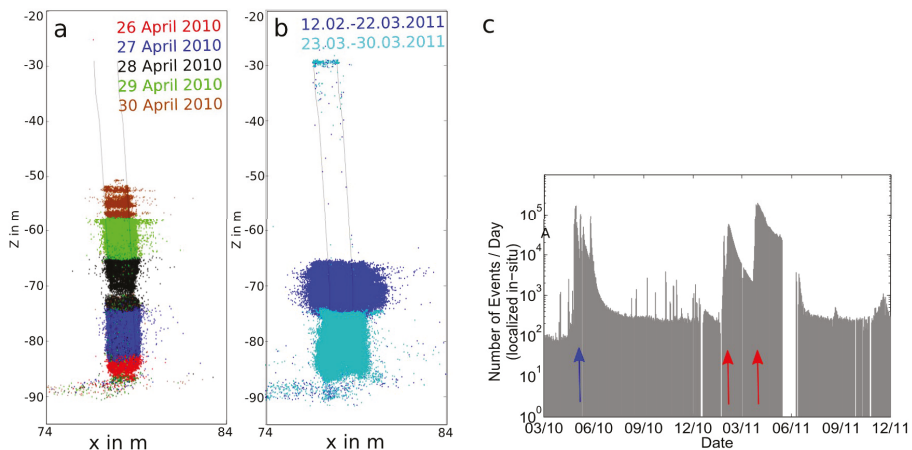 a
26 April 2010
27 April 2010
28 April 2010
29 April 2010
30 April 2010
-20
-30
-40
-50
-60
-70
-80
-90
Z in m
74
84
x in m
b
12.02.-22.03.2011
23.03.-30.03.2011
-20
-30
-40
-50
-60
-70
-80
-90
Z in m
74
84
x in m
c
Number of Events / Day
(localized in-situ)
A
10^5
10^4
10^3
10^2
10^1
10^0
03/10 06/10 09/10 12/10 03/11 06/11 09/11 12/11
Date